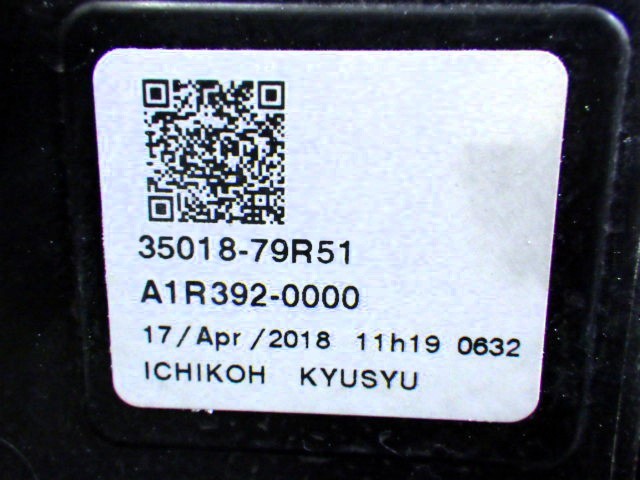 35018-79R51
A1R392-0000
17/Apr/2018 11h19 0632
ICHIKOH KYUSYU